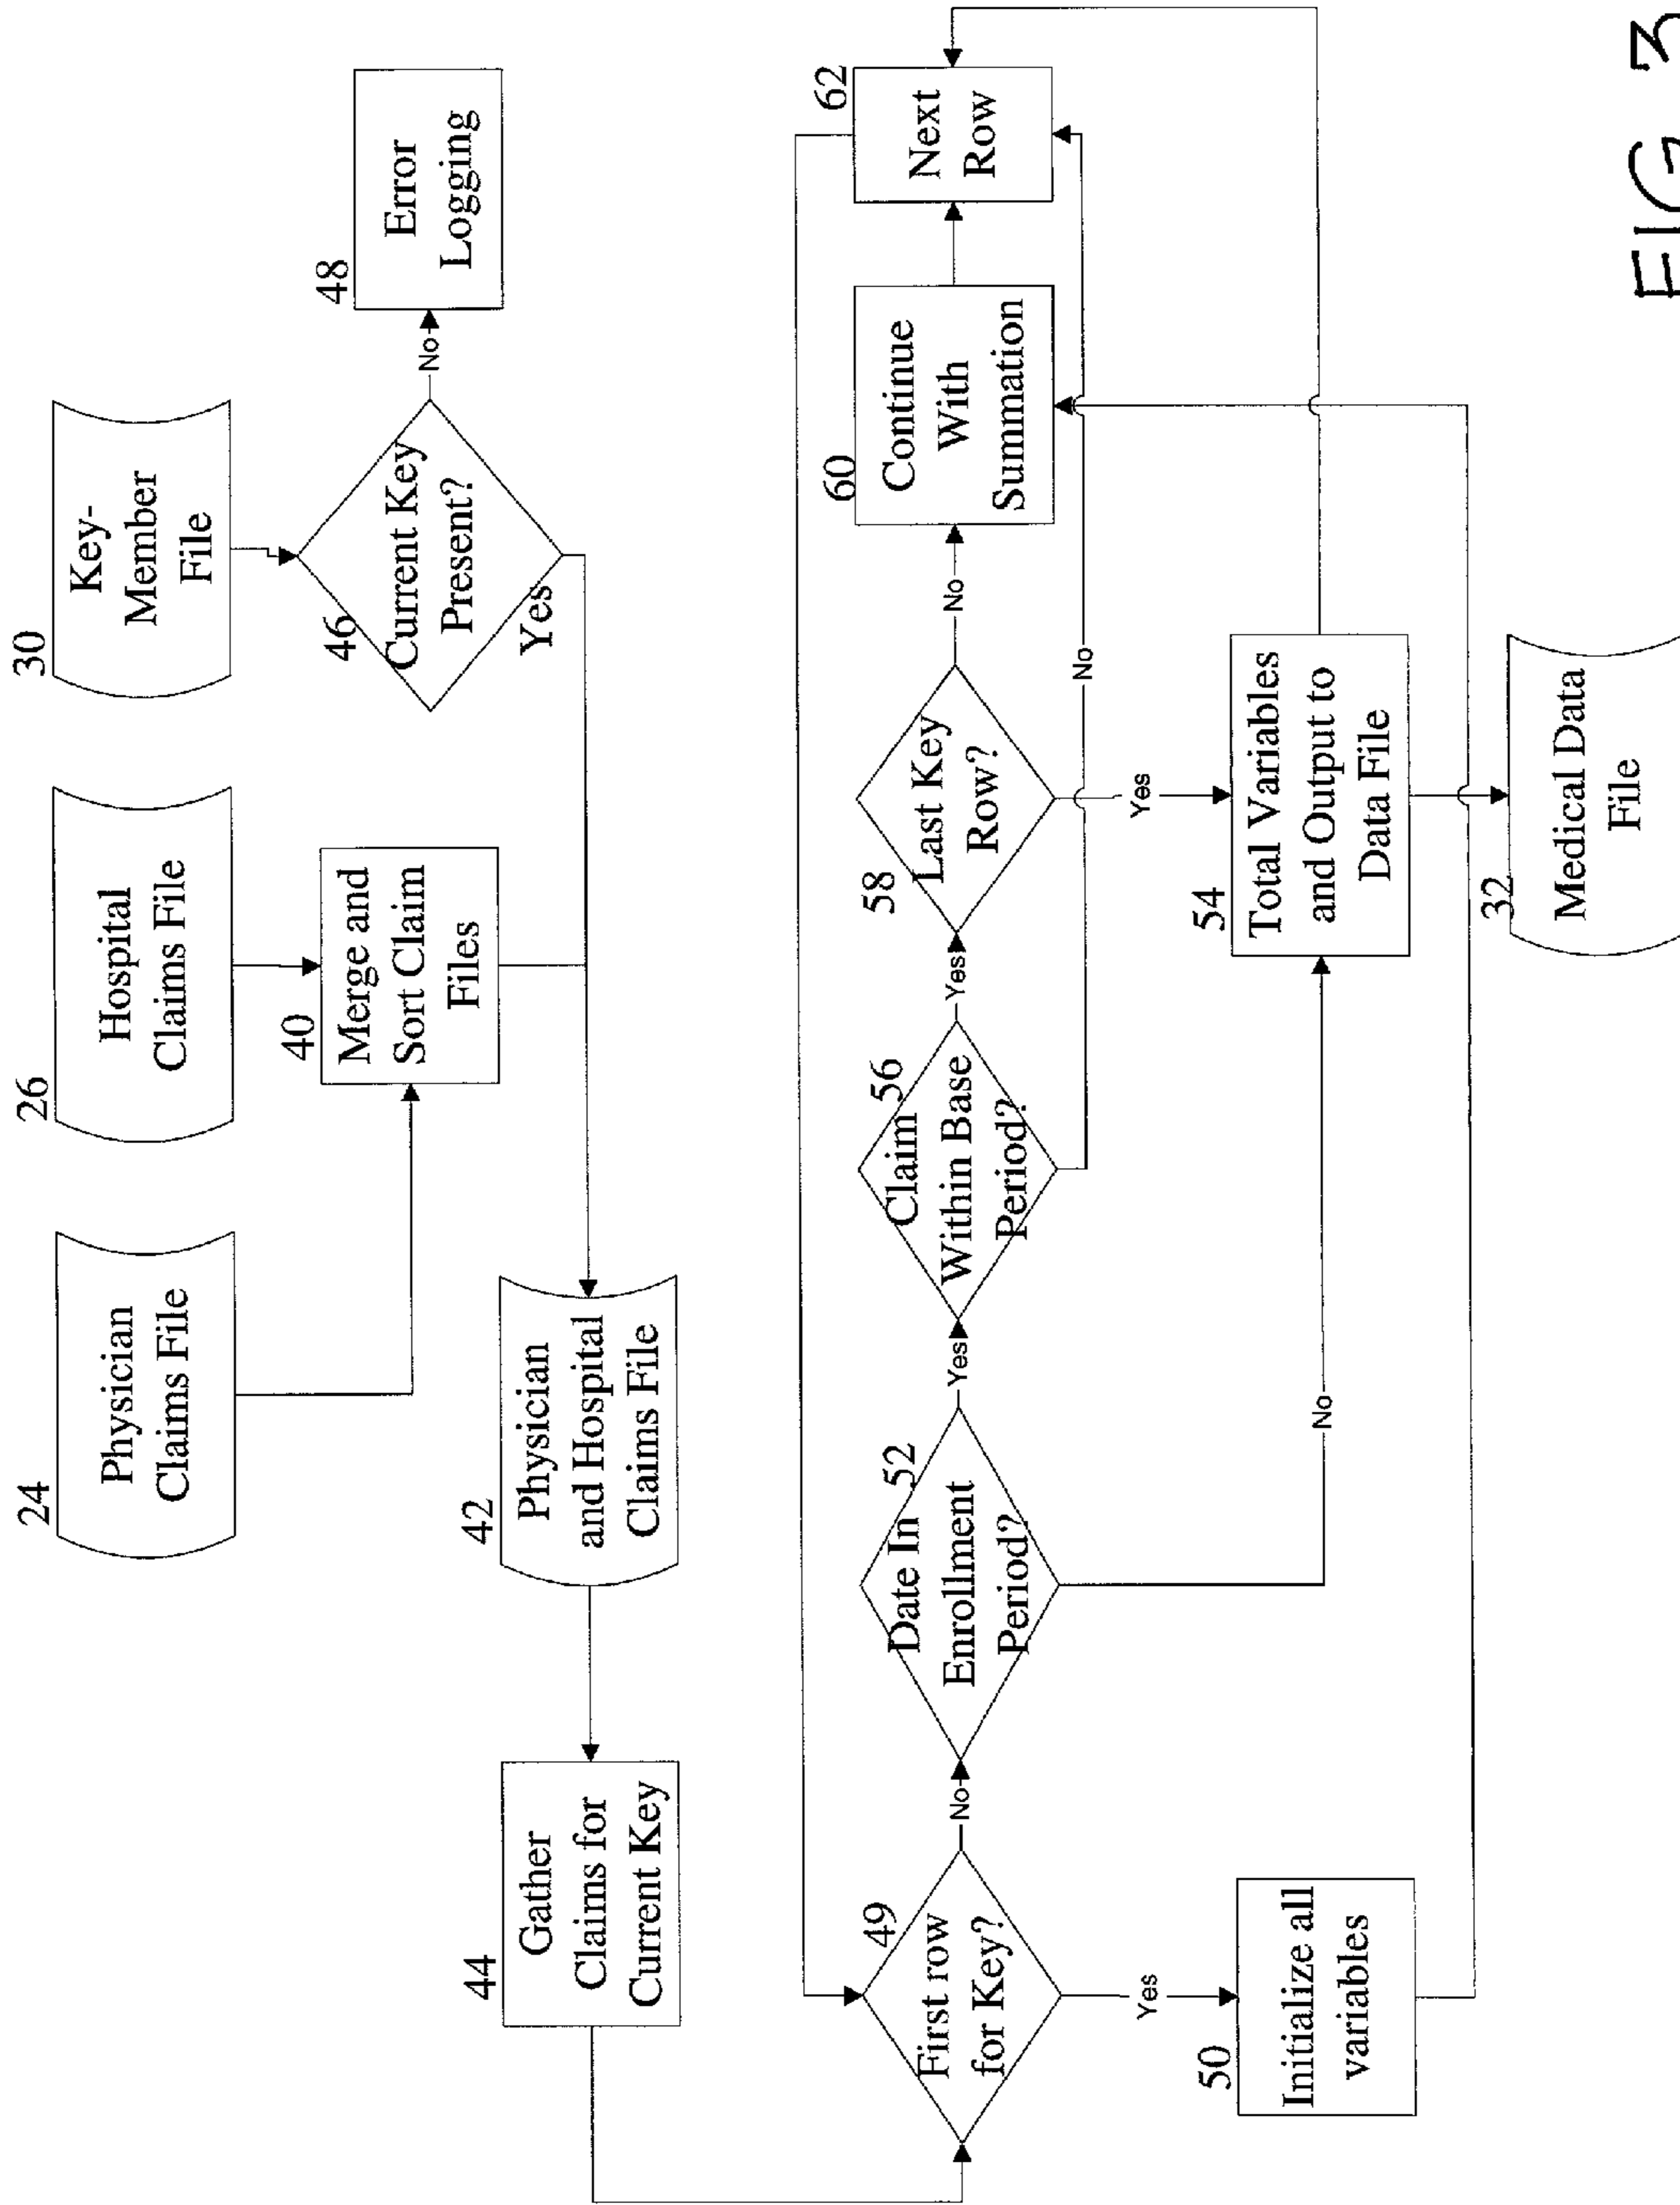 24
Physician
Claims File
26
Hospital
Claims File
30
Key-
Member
File
40
Merge and
Sort Claim
Files
46
Current Key
Present?
No
Yes
48
Error
Logging
42
Physician
and Hospital
Claims File
44
Gather
Claims for
Current Key
49
First row
for Key?
No
Yes
50
Initialize all
variables
52
Date In
Enrollment
Period?
Yes
No
56
Claim
Within Base
Period?
Yes
No
58
Last Key
Row?
No
Yes
60
Continue
With
Summation
62
Next
Row
54
Total Variables
and Output to
Data File
32
Medical Data
File
FIG 3